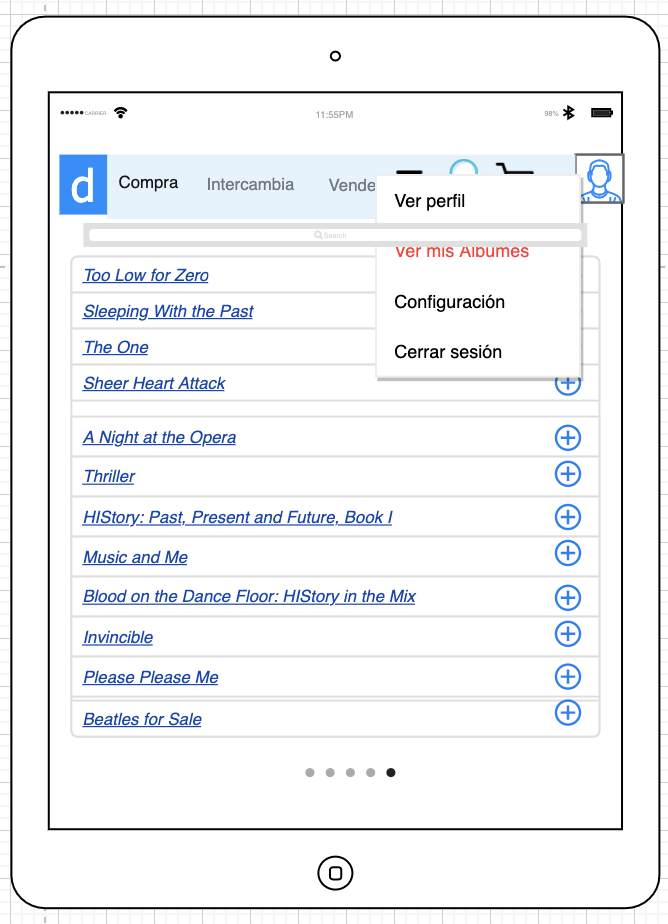 CARRIER
11:55PM
98%
d
Compra
Intercambia
Vende
Ver perfil
Search
Ver mis Albumes
Too Low for Zero
Sleeping With the Past
Configuración
The One
Cerrar sesión
Sheer Heart Attack
A Night at the Opera
Thriller
HIStory: Past, Present and Future, Book I
Music and Me
Blood on the Dance Floor: HIStory in the Mix
Invincible
Please Please Me
Beatles for Sale